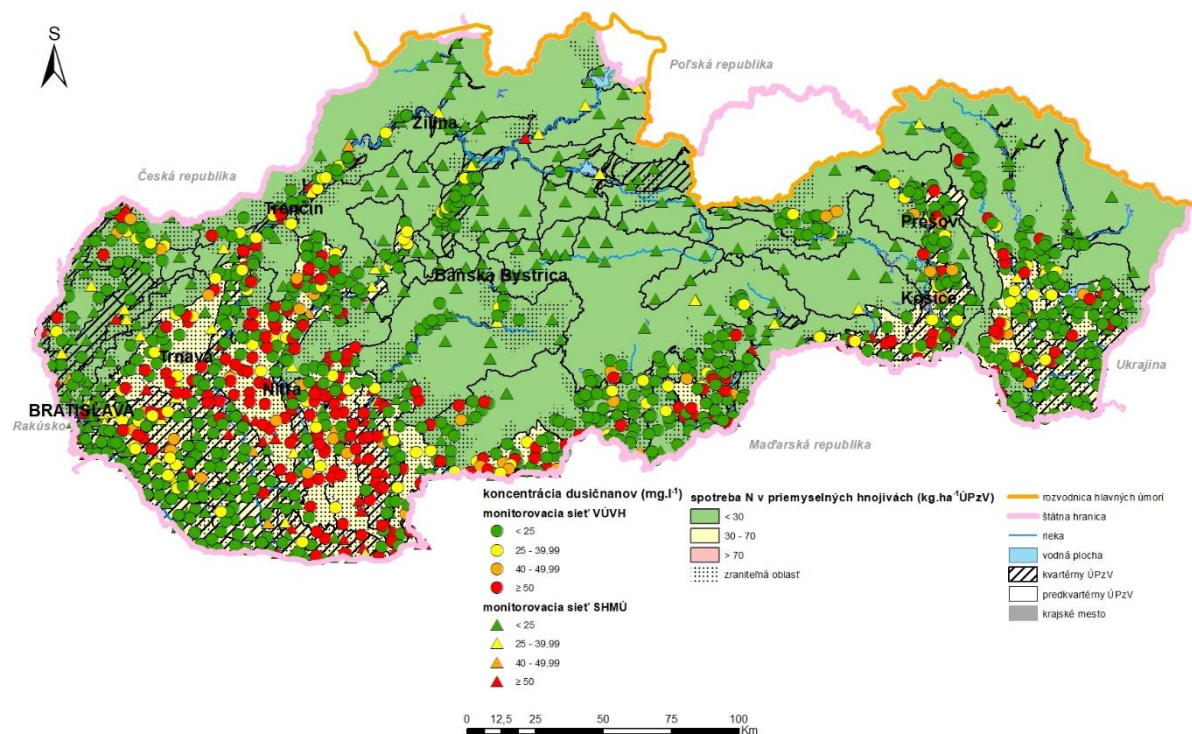 S
Poľská republika
Žilina
Česká republika
Trenčín
Prešov
Banská Bystrica
Košice
Trnava
Ukrajina
Nitra
BRATISLAVA
Rakúsko
Maďarská republika
koncentrácia dusičnanov (mg.l⁻¹)
monitorovacia sieť VÚVH
< 25
25 - 39,99
40 - 49,99
≥ 50
monitorovacia sieť SHMÚ
< 25
25 - 39,99
40 - 49,99
≥ 50
spotreba N v priemyselných hnojivách (kg.ha⁻¹ÚPzV)
< 30
30 - 70
> 70
zraniteľná oblasť
rozvodnica hlavných úmorí
štátna hranica
rieka
vodná plocha
kvartérny ÚPzV
predkvartérny ÚPzV
krajské mesto
0 12,5 25 50 75 100
Km